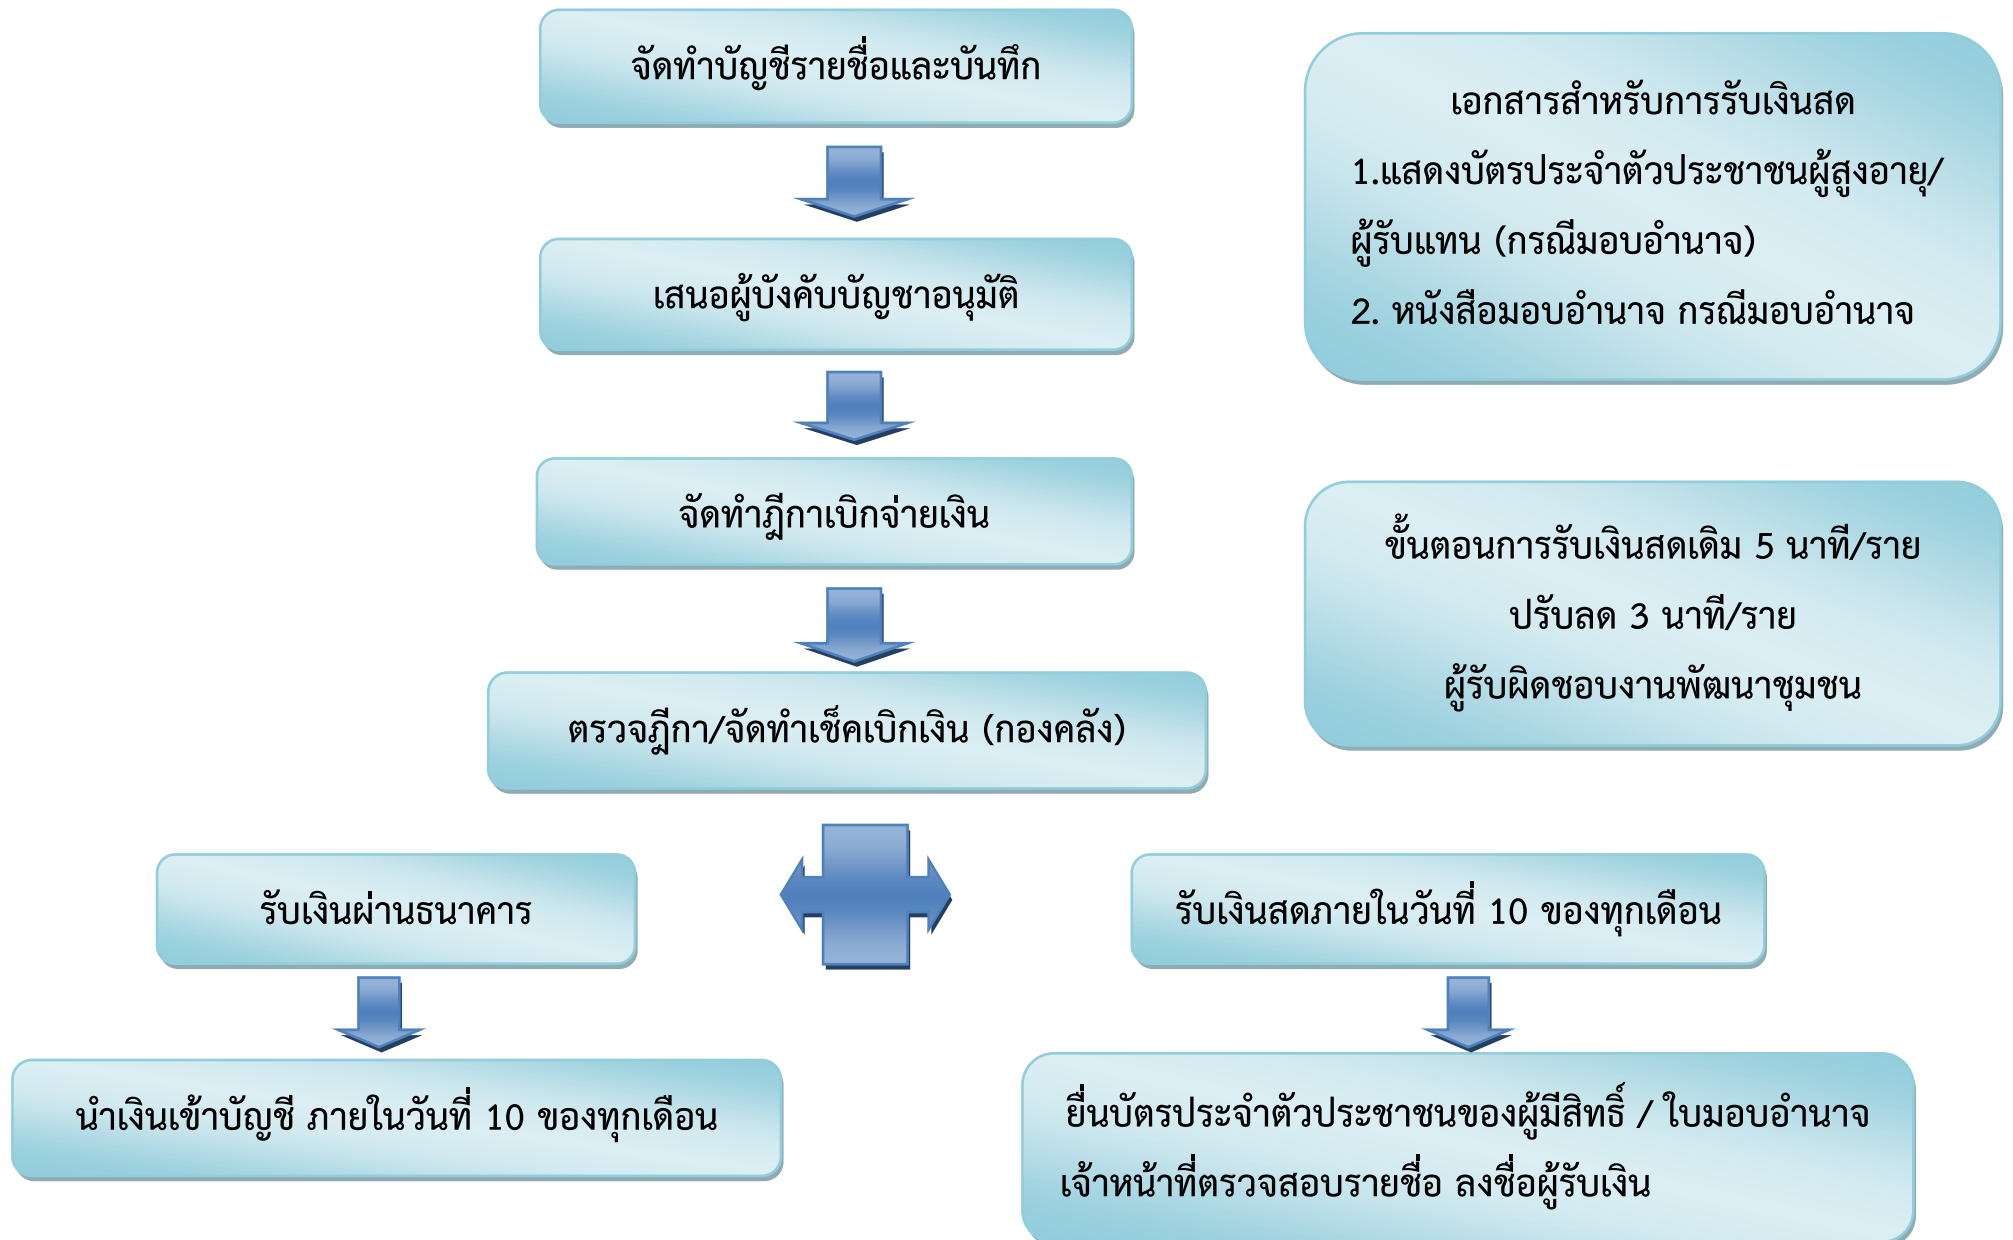 จัดทำบัญชีรายชื่อและบันทึก
เสนอผู้บังคับบัญชาอนุมัติ
จัดทำฎีกาเบิกจ่ายเงิน
ตรวจฎีกา/จัดทำเช็คเบิกเงิน (กองคลัง)
รับเงินผ่านธนาคาร
นำเงินเข้าบัญชี ภายในวันที่ 10 ของทุกเดือน
รับเงินสดภายในวันที่ 10 ของทุกเดือน
ยื่นบัตรประจำตัวประชาชนของผู้มีสิทธิ์ / ใบมอบอำนาจ
เจ้าหน้าที่ตรวจสอบรายชื่อ ลงชื่อผู้รับเงิน
เอกสารสำหรับการรับเงินสด
1.แสดงบัตรประจำตัวประชาชนผู้สูงอายุ/
ผู้รับแทน (กรณีมอบอำนาจ)
2. หนังสือมอบอำนาจ กรณีมอบอำนาจ
ขั้นตอนการรับเงินสดเดิม 5 นาที/ราย
ปรับลด 3 นาที/ราย
ผู้รับผิดชอบงานพัฒนาชุมชน